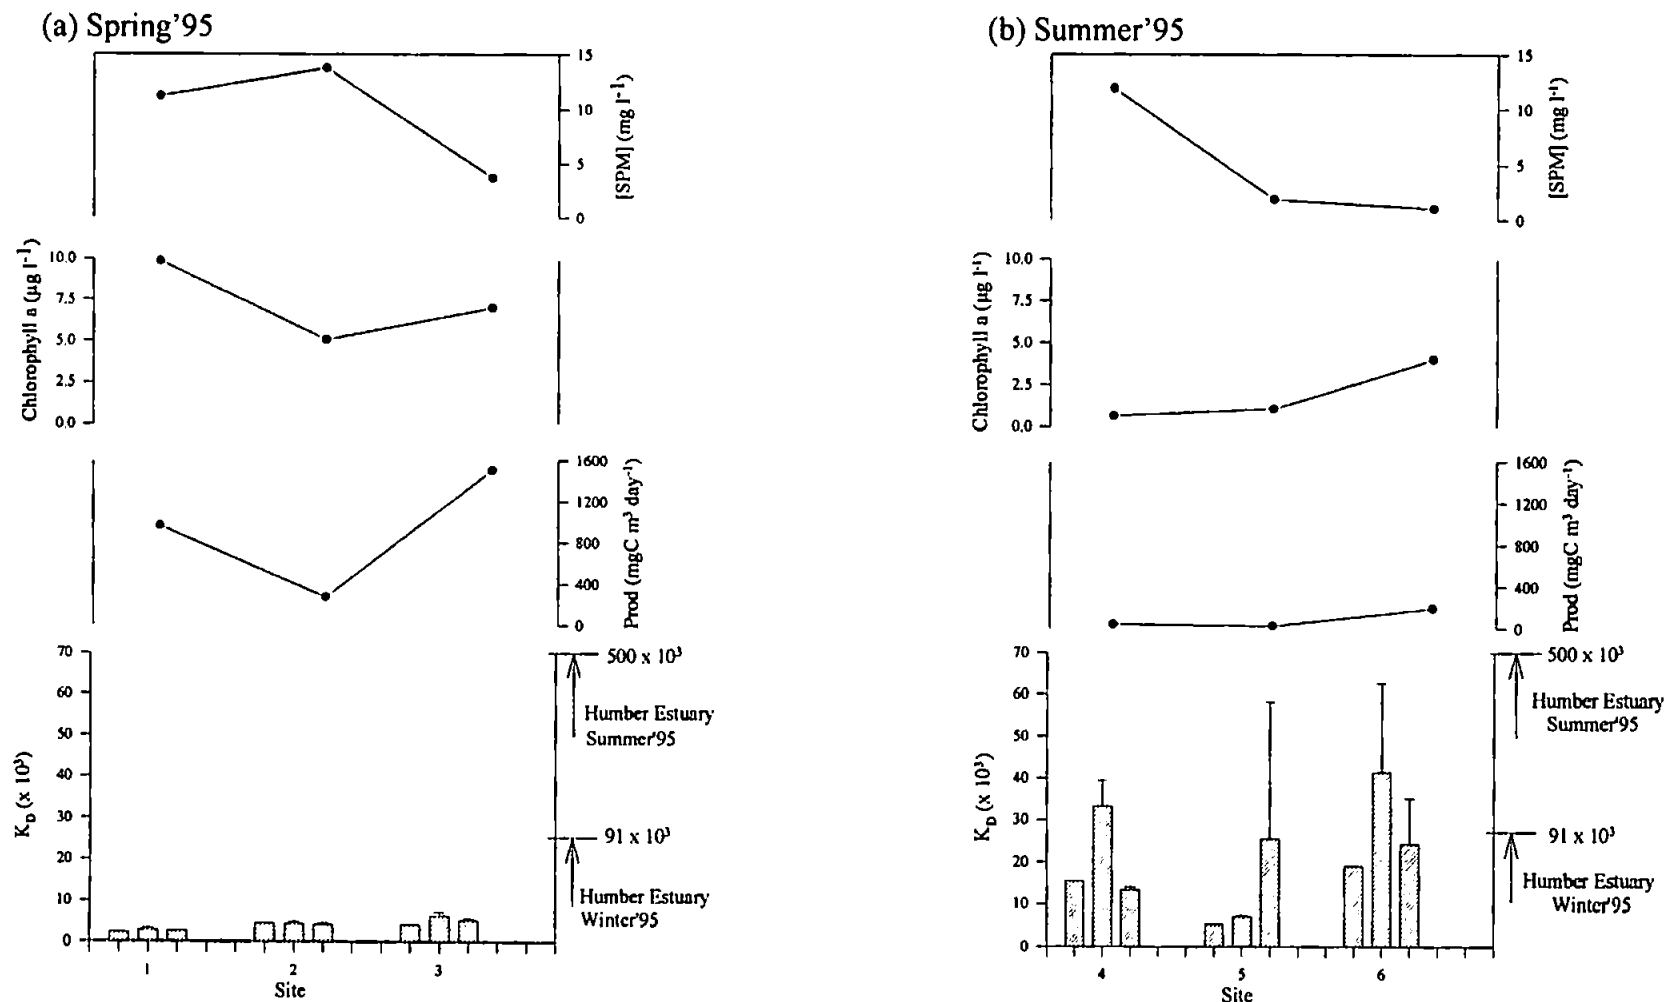 (a) Spring'95
15
10
5
0
[SPM] (mg l⁻¹)
Chlorophyll a (µg l⁻¹)
10.0
7.5
5.0
2.5
0.0
1600
1200
800
400
0
Prod (mgC m³ day⁻¹)
K_D (x 10³)
70
60
50
40
30
20
10
0
500 x 10³
Humber Estuary
Summer'95
91 x 10³
Humber Estuary
Winter'95
1
2
3
Site
(b) Summer'95
15
10
5
0
[SPM] (mg l⁻¹)
Chlorophyll a (µg l⁻¹)
10.0
7.5
5.0
2.5
0.0
1600
1200
800
400
0
Prod (mgC m³ day⁻¹)
K_D (x 10³)
70
60
50
40
30
20
10
0
500 x 10³
Humber Estuary
Summer'95
91 x 10³
Humber Estuary
Winter'95
4
5
6
Site